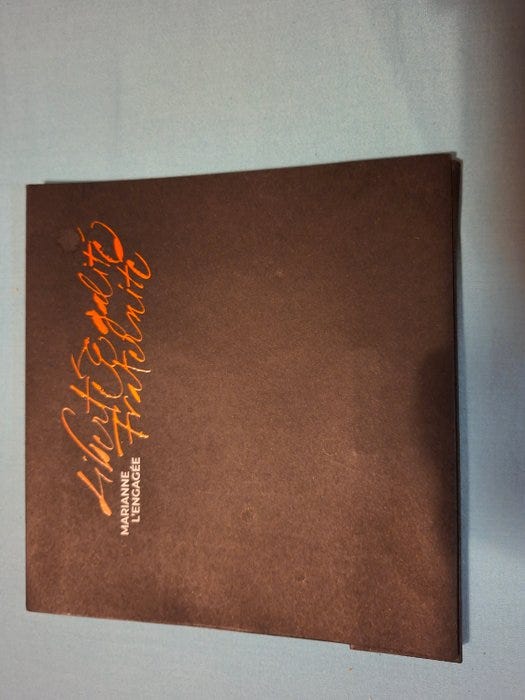 Liberté Égalité
Fraternité
MARIANNE
L'ENGAGÉE